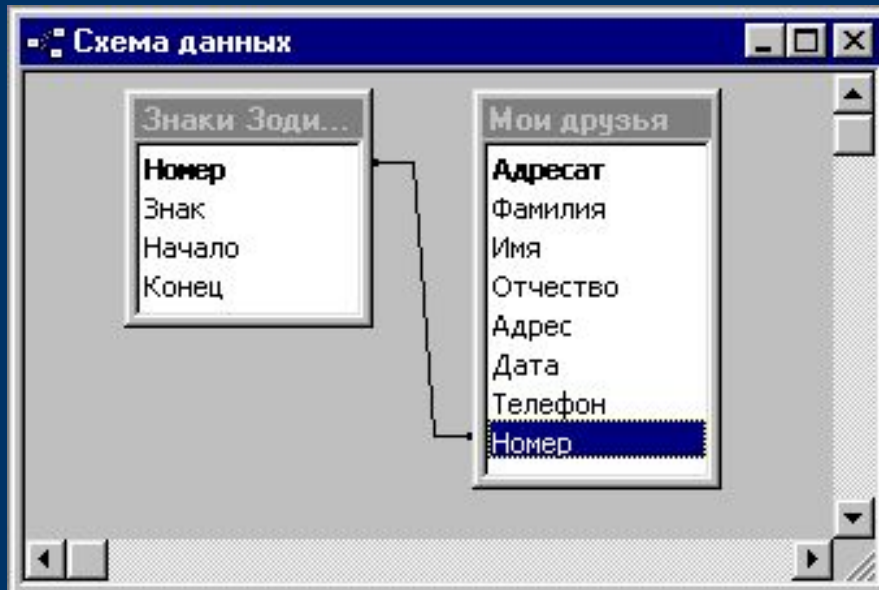 Схема данных
Знаки Зоди...
Номер
Знак
Начало
Конец
Мои друзья
Адресат
Фамилия
Имя
Отчество
Адрес
Дата
Телефон
Номер